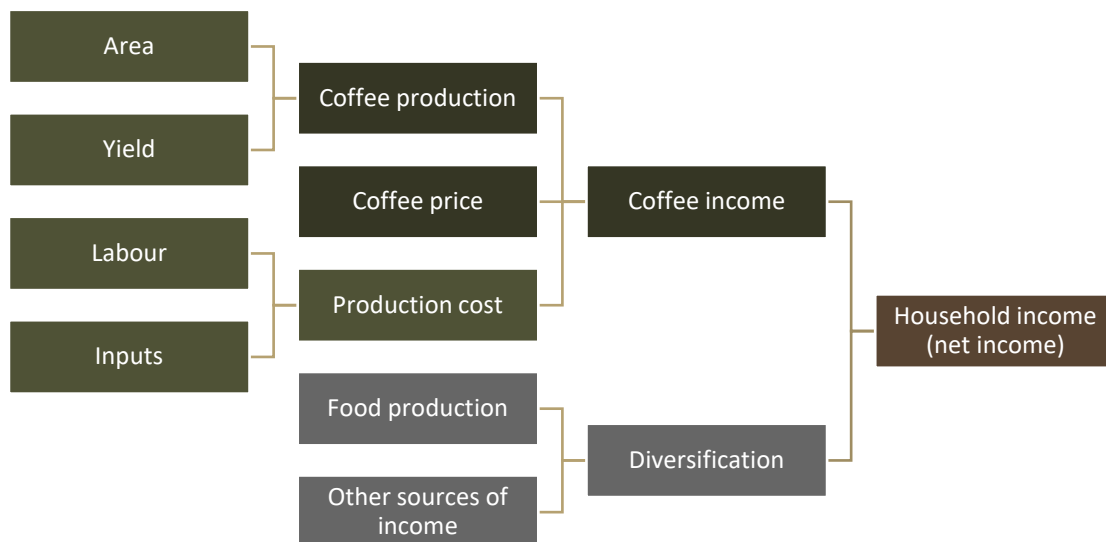 Area
Yield
Labour
Inputs
Coffee production
Coffee price
Production cost
Food production
Other sources of
income
Coffee income
Diversification
Household income
(net income)